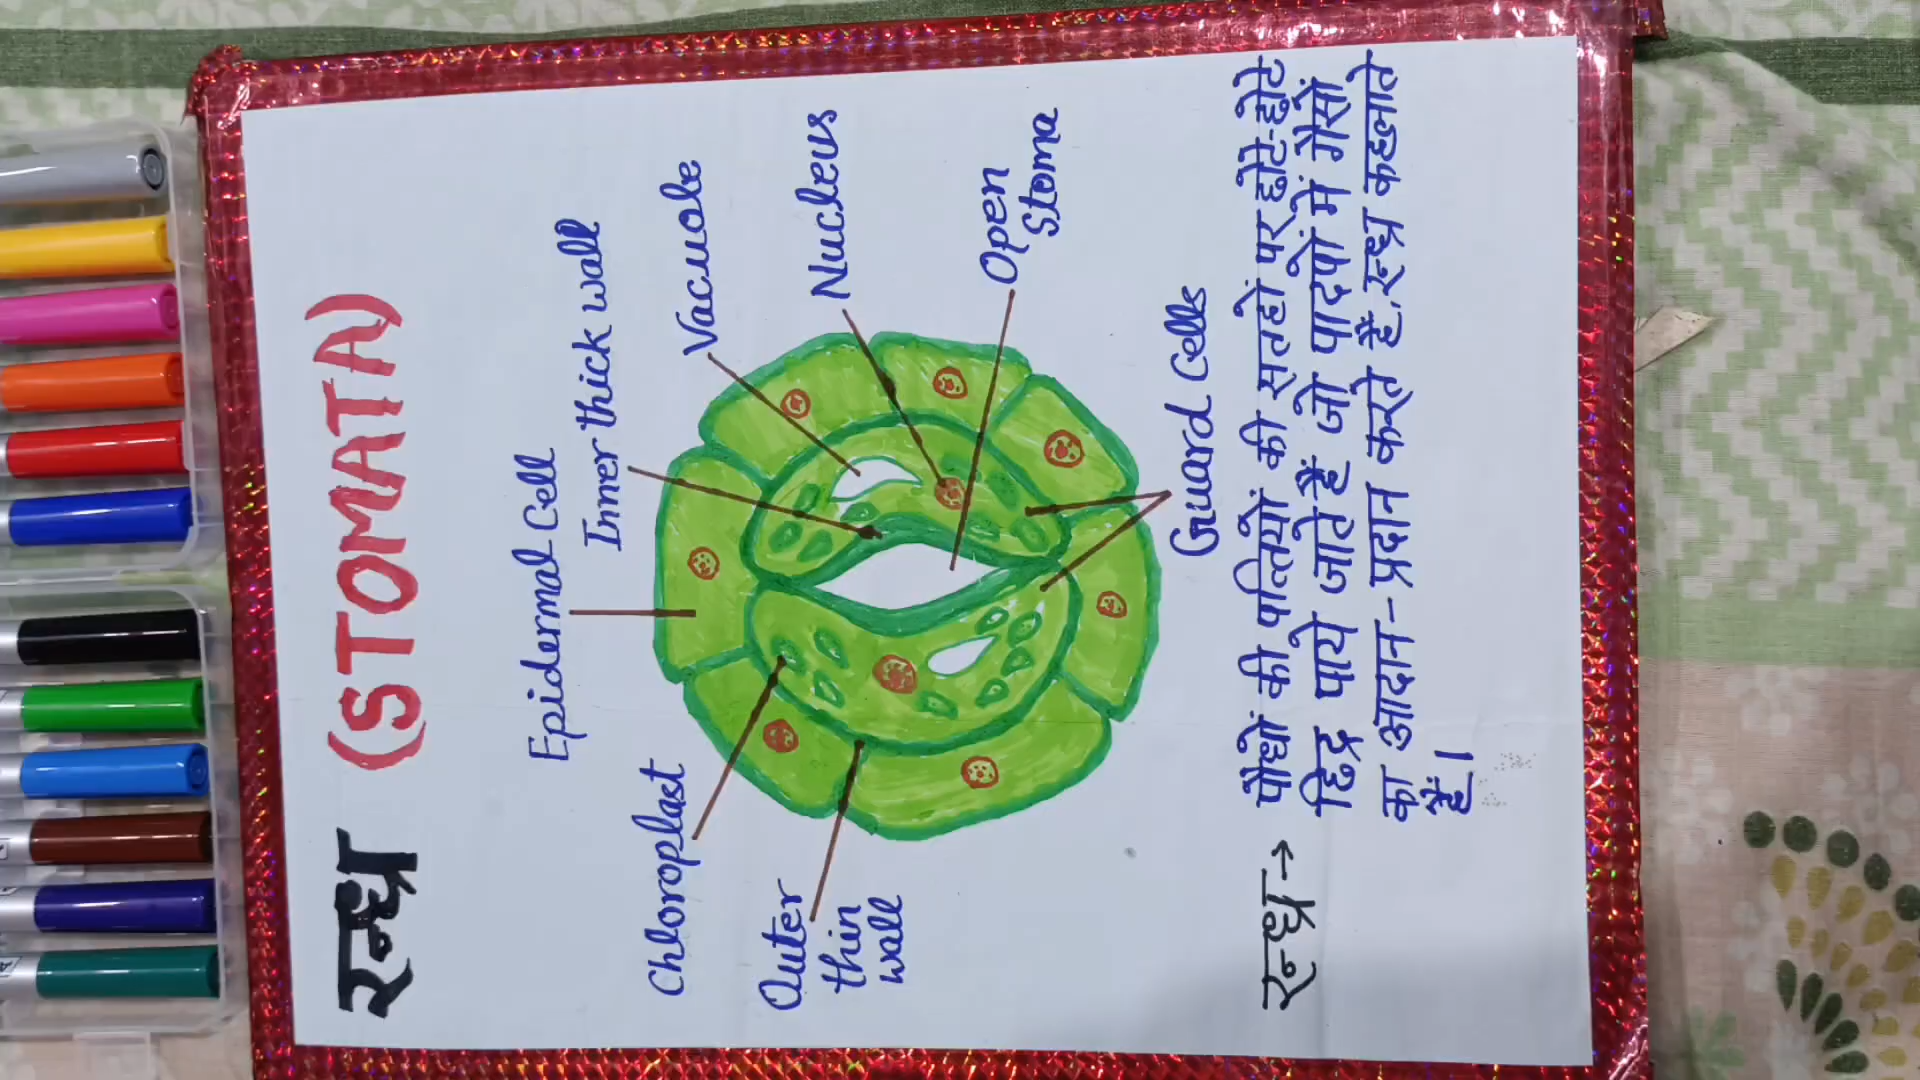 रन्ध्र (STOMATA)
Epidermal Cell
Inner thick wall
Vacuole
Chloroplast
Nucleus
Outer
thin
wall
Open
Stoma
Guard Cells
रन्ध्र→ पौधों की पत्तियों की सतहों पर छोटे-छोटे
छिद्र पाये जाते हैं जो पादपों में गैसों
का आदान-प्रदान करते हैं, रन्ध्र कहलाते
हैं।